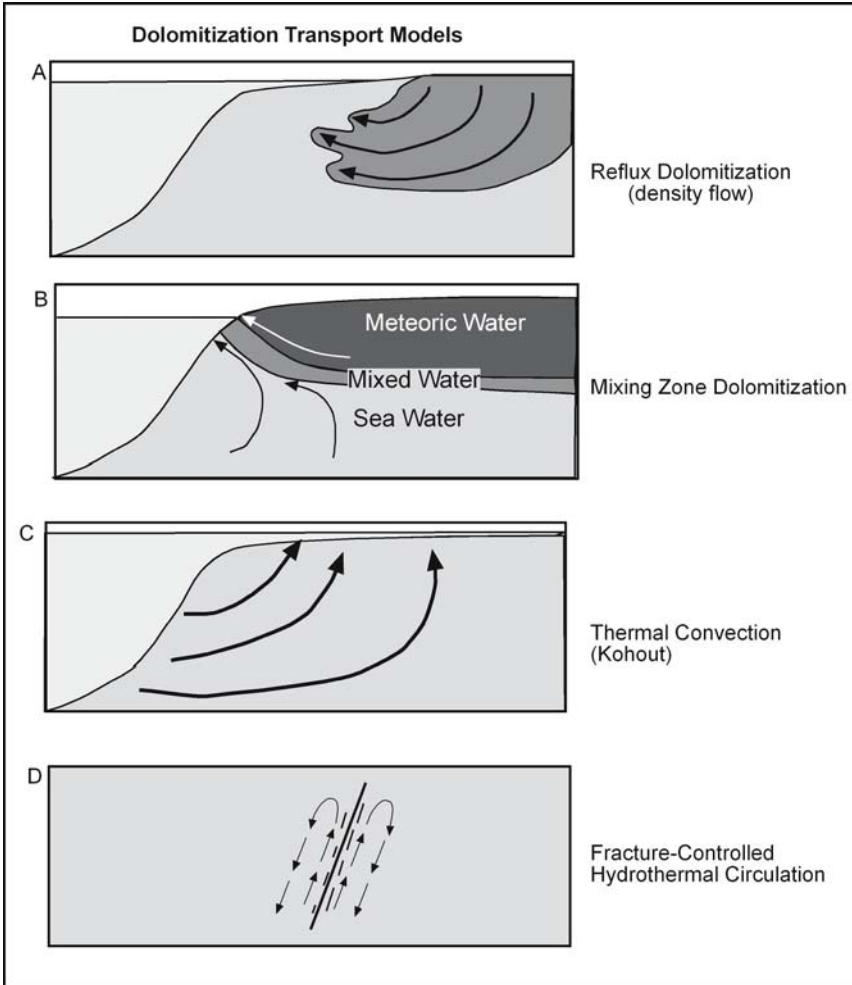 Dolomitization Transport Models
A
Reflux Dolomitization
(density flow)
B
Meteoric Water
Mixed Water
Sea Water
Mixing Zone Dolomitization
C
Thermal Convection
(Kohout)
D
Fracture-Controlled
Hydrothermal Circulation